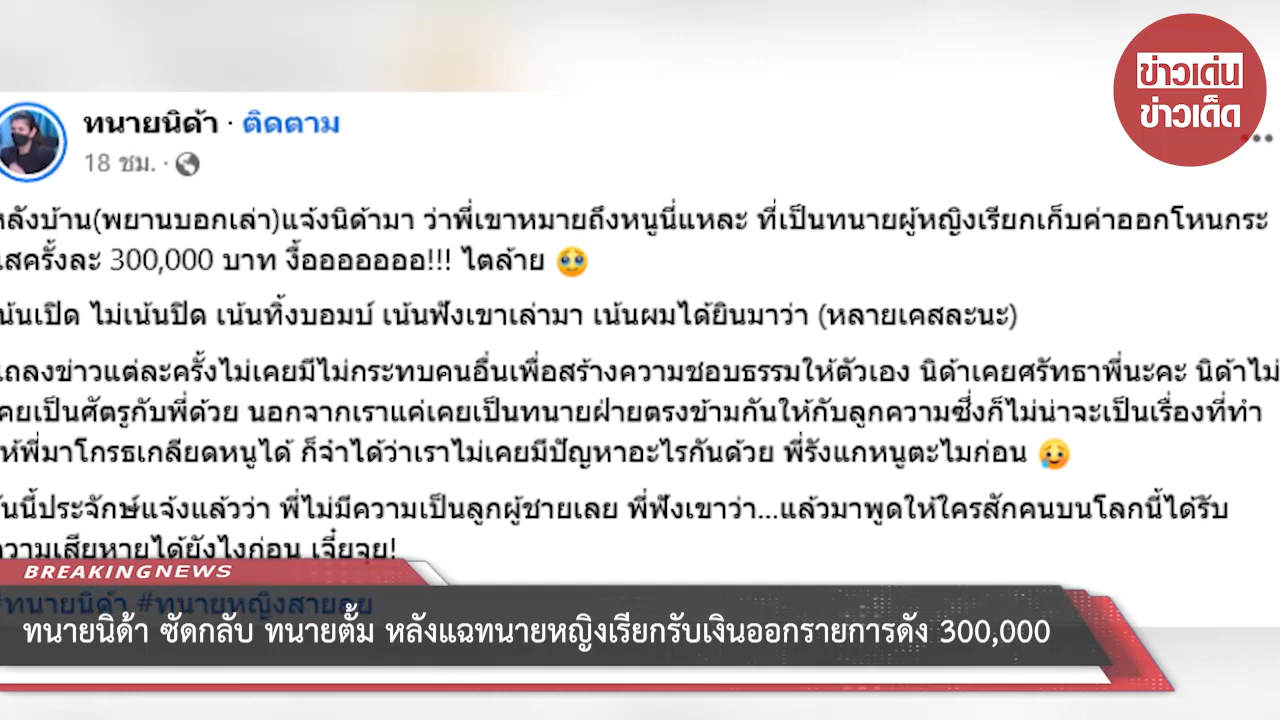 ข่าวเด่น
ข่าวเด็ด
ทนายนิด้า · ติดตาม
18 ชม. ·
หลังบ้าน(พยานบอกเล่า)แจ้งนิด้ามา ว่าพี่เขาหมายถึงหนูนี่แหละ ที่เป็นทนายผู้หญิงเรียกเก็บค่าออกโหนกระ
แสครั้งละ 300,000 บาท งื้อออออออออ!!! ไตล้าย 🥹
เน้นเปิด ไม่เน้นปิด เน้นทิ้งบอมบ์ เน้นฟังเขาเล่ามา เน้นผมได้ยินมาว่า (หลายเคสละนะ)
แถลงข่าวแต่ละครั้งไม่เคยมีไม่กระทบคนอื่นเพื่อสร้างความชอบธรรมให้ตัวเอง นิด้าเคยศรัทธาพี่นะคะ นิด้าไม่
เคยเป็นศัตรูกับพี่ด้วย นอกจากเราแค่เคยเป็นทนายฝ่ายตรงข้ามกันให้กับลูกความซึ่งก็ไม่น่าจะเป็นเรื่องที่ทำ
ให้พี่มาโกรธเกลียดหนูได้ ก็จำได้ว่าเราไม่เคยมีปัญหาอะไรกันด้วย พี่รังแกหนูตะไมก่อน 🥲
วันนี้ประจักษ์แจ้งแล้วว่า พี่ไม่มีความเป็นลูกผู้ชายเลย พี่ฟังเขาว่า...แล้วมาพูดให้ใครสักคนบนโลกนี้ได้รับ
ความเสียหายได้ยังไงก่อน เจี๋ยจุย!
#ทนายนิด้า #ทนายหญิงสายลุย
BREAKING NEWS
ทนายนิด้า ซัดกลับ ทนายตั้ม หลังแฉทนายหญิงเรียกรับเงินออกรายการดัง 300,000